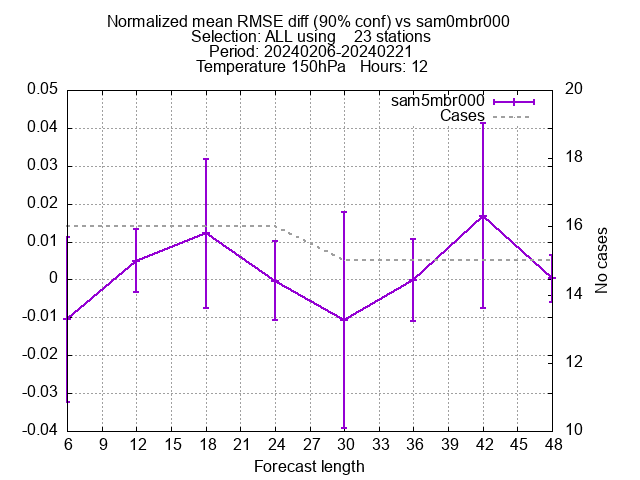 Normalized mean RMSE diff (90% conf) vs sam0mbr000
Selection: ALL using    23 stations
Period: 20240206-20240221
Temperature 150hPa   Hours: 12
sam5mbr000
Cases
0.05
0.04
0.03
0.02
0.01
0
-0.01
-0.02
-0.03
-0.04
20
18
16
14
12
10
No cases
6 9 12 15 18 21 24 27 30 33 36 39 42 45 48
Forecast length